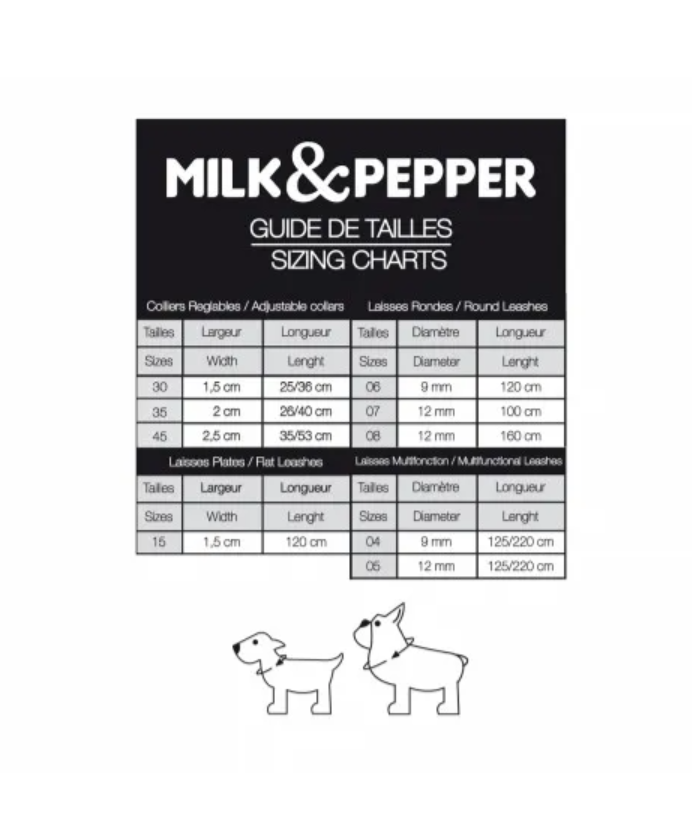 MILK&PEPPER
GUIDE DE TAILLES
SIZING CHARTS
Colliers Reglables / Adjustable collars
Tailles Largeur Longueur
Sizes Width Lenght
30 1,5 cm 25/36 cm
35 2 cm 26/40 cm
45 2,5 cm 35/53 cm
Laisses Rondes / Round Leashes
Tailles Diamètre Longueur
Sizes Diameter Lenght
06 9 mm 120 cm
07 12 mm 100 cm
08 12 mm 160 cm
Laisses Plates / Flat Leashes
Tailles Largeur Longueur
Sizes Width Lenght
15 1,5 cm 120 cm
Laisses Multifonction / Multifunctional Leashes
Tailles Diamètre Longueur
Sizes Diameter Lenght
04 9 mm 125/220 cm
05 12 mm 125/220 cm